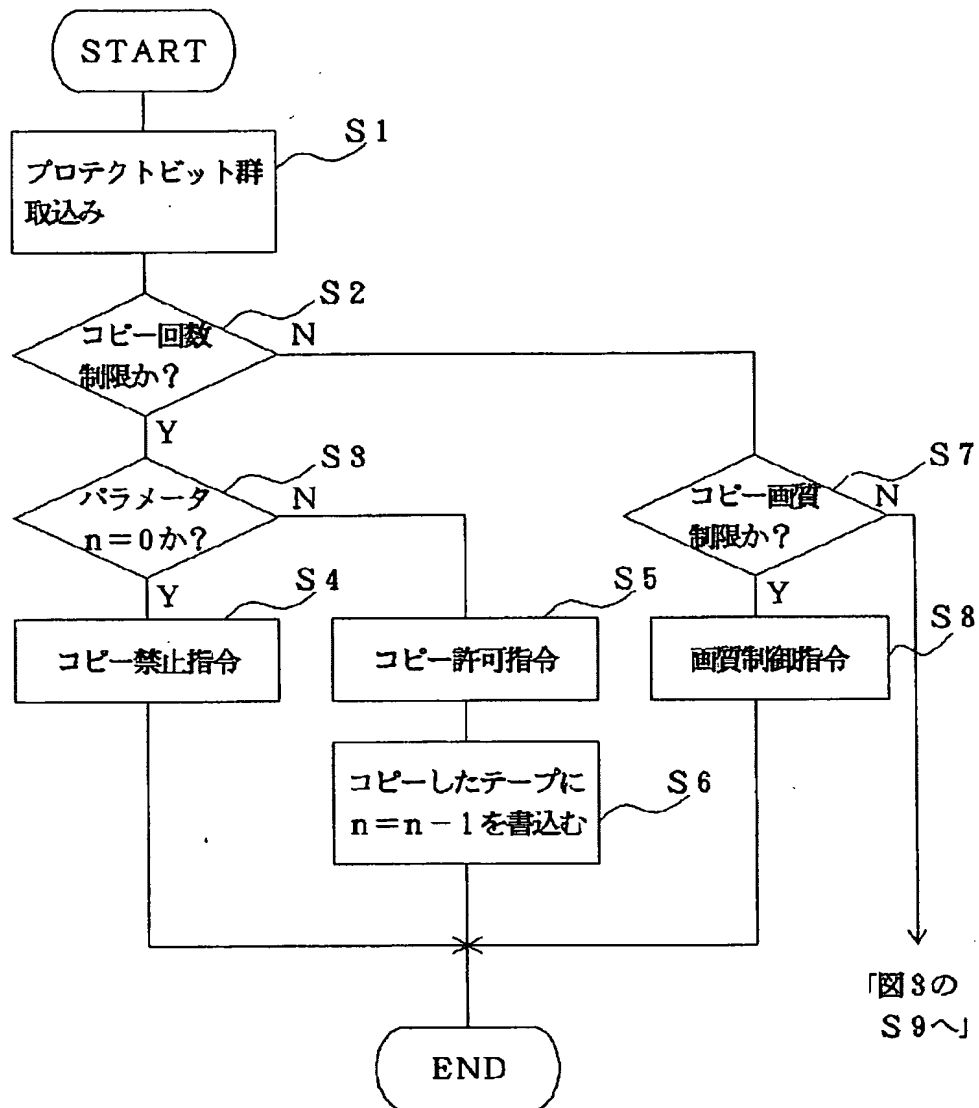 START
S1
プロテクトビット群
取込み
S2
コピー回数
制限か?
N
Y
S3
パラメータ
n=0か?
N
Y
S7
コピー画質
制限か?
N
Y
S4
コピー禁止指令
S5
コピー許可指令
S8
画質制御指令
コピーしたテープに
n=n-1を書込む
S6
「図3の
S9へ」
END